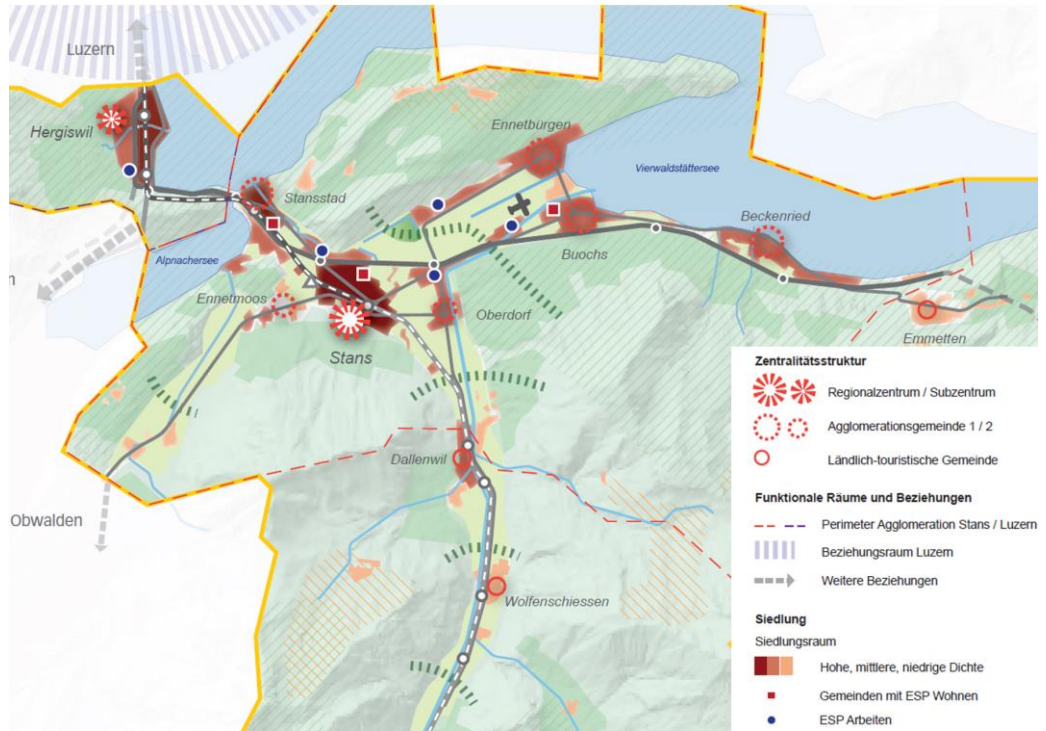 Luzern
Hergiswil
Ennetbürgen
Vierwaldstättersee
Stansstad
Beckenried
Alpnachersee
Buochs
Ennetmoos
Oberdorf
Emmetten
Stans
Dallenwil
Obwalden
Wolfenschiessen
Zentralitätsstruktur
Regionalzentrum / Subzentrum
Agglomerationsgemeinde 1 / 2
Ländlich-touristische Gemeinde
Funktionale Räume und Beziehungen
Perimeter Agglomeration Stans / Luzern
Beziehungsraum Luzern
Weitere Beziehungen
Siedlung
Siedlungsraum
Hohe, mittlere, niedrige Dichte
Gemeinden mit ESP Wohnen
ESP Arbeiten